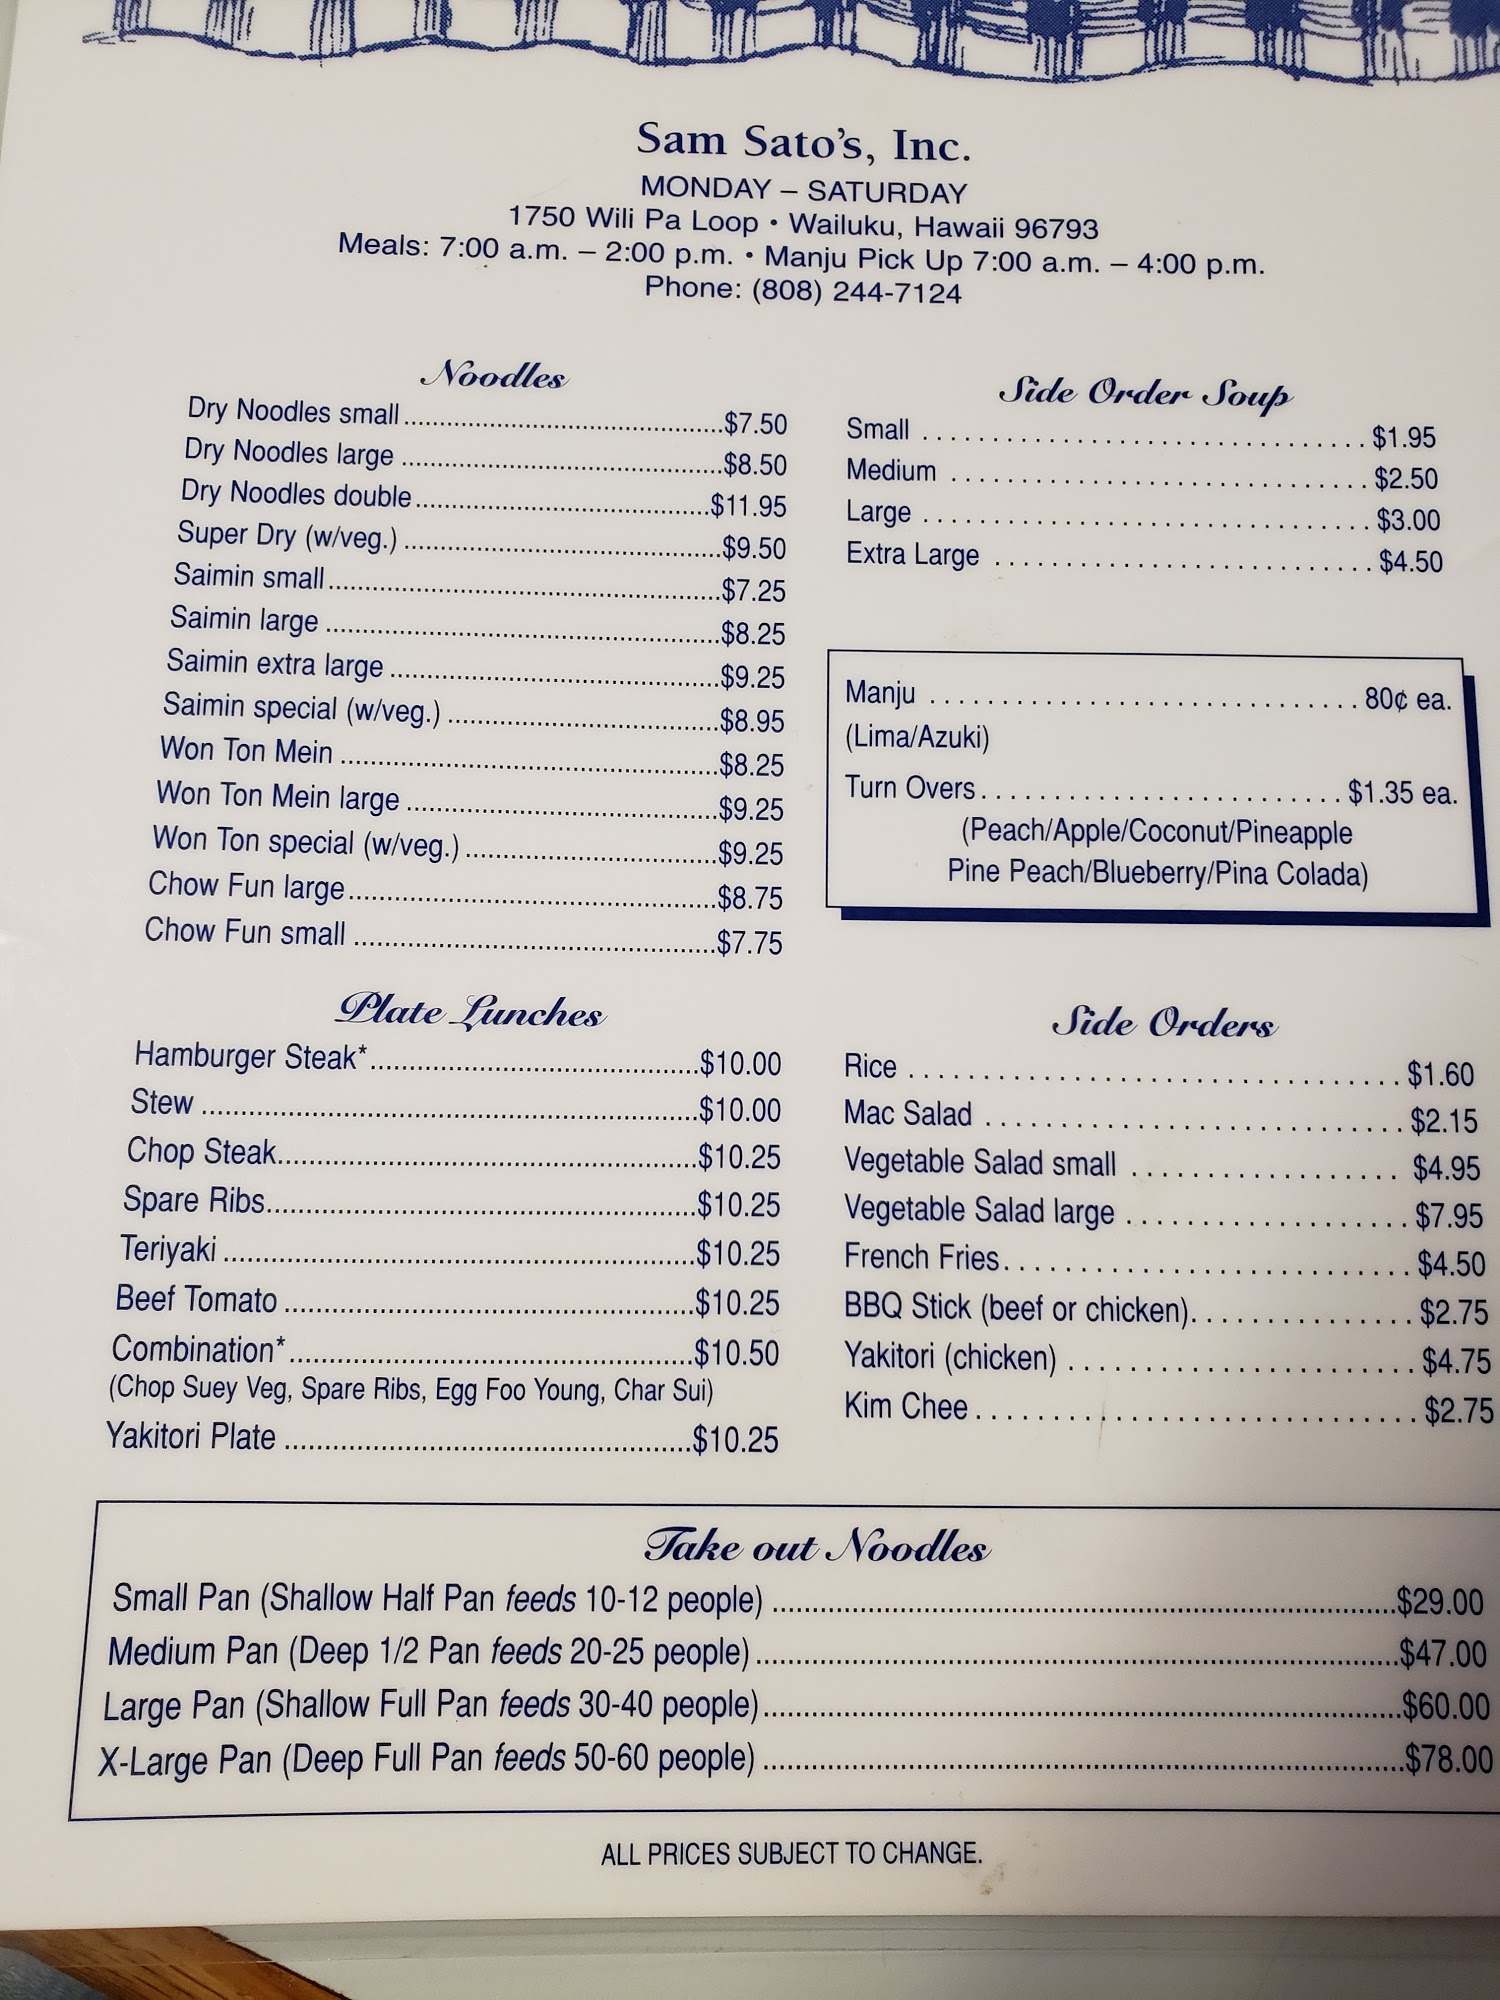 Sam Sato's, Inc.
MONDAY – SATURDAY
1750 Wili Pa Loop • Wailuku, Hawaii 96793
Meals: 7:00 a.m. – 2:00 p.m. • Manju Pick Up 7:00 a.m. – 4:00 p.m.
Phone: (808) 244-7124
Noodles
Dry Noodles small $7.50
Dry Noodles large $8.50
Dry Noodles double $11.95
Super Dry (w/veg.) $9.50
Saimin small $7.25
Saimin large $8.25
Saimin extra large $9.25
Saimin special (w/veg.) $8.95
Won Ton Mein $8.25
Won Ton Mein large $9.25
Won Ton special (w/veg.) $9.25
Chow Fun large $8.75
Chow Fun small $7.75
Side Order Soup
Small $1.95
Medium $2.50
Large $3.00
Extra Large $4.50
Manju 80¢ ea.
(Lima/Azuki)
Turn Overs $1.35 ea.
(Peach/Apple/Coconut/Pineapple
Pine Peach/Blueberry/Pina Colada)
Plate Lunches
Hamburger Steak* $10.00
Stew $10.00
Chop Steak $10.25
Spare Ribs $10.25
Teriyaki $10.25
Beef Tomato $10.25
Combination* $10.50
(Chop Suey Veg, Spare Ribs, Egg Foo Young, Char Sui)
Yakitori Plate $10.25
Side Orders
Rice $1.60
Mac Salad $2.15
Vegetable Salad small $4.95
Vegetable Salad large $7.95
French Fries $4.50
BBQ Stick (beef or chicken) $2.75
Yakitori (chicken) $4.75
Kim Chee $2.75
Take out Noodles
Small Pan (Shallow Half Pan feeds 10-12 people) $29.00
Medium Pan (Deep 1/2 Pan feeds 20-25 people) $47.00
Large Pan (Shallow Full Pan feeds 30-40 people) $60.00
X-Large Pan (Deep Full Pan feeds 50-60 people) $78.00
ALL PRICES SUBJECT TO CHANGE.